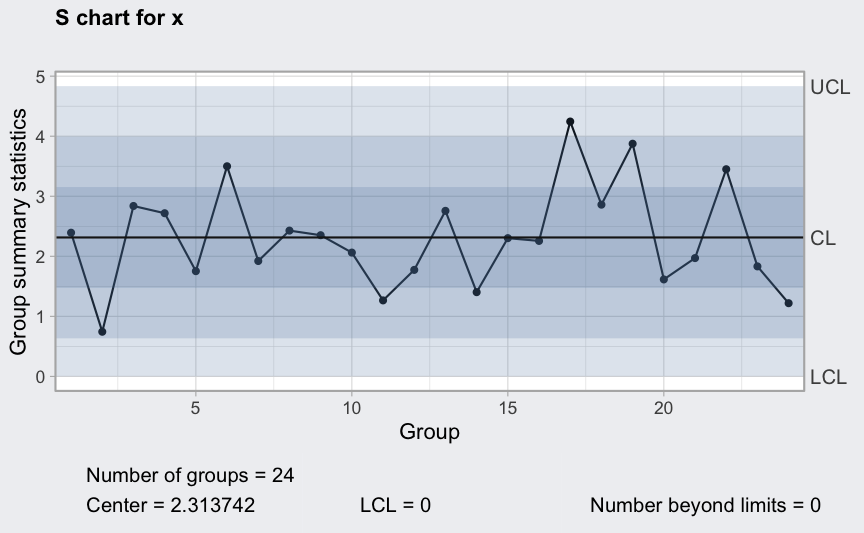 S chart for x
5
UCL
4
3
CL
2
1
0
LCL
Group summary statistics
5 10 15 20
Group
Number of groups = 24
Center = 2.313742 LCL = 0 Number beyond limits = 0